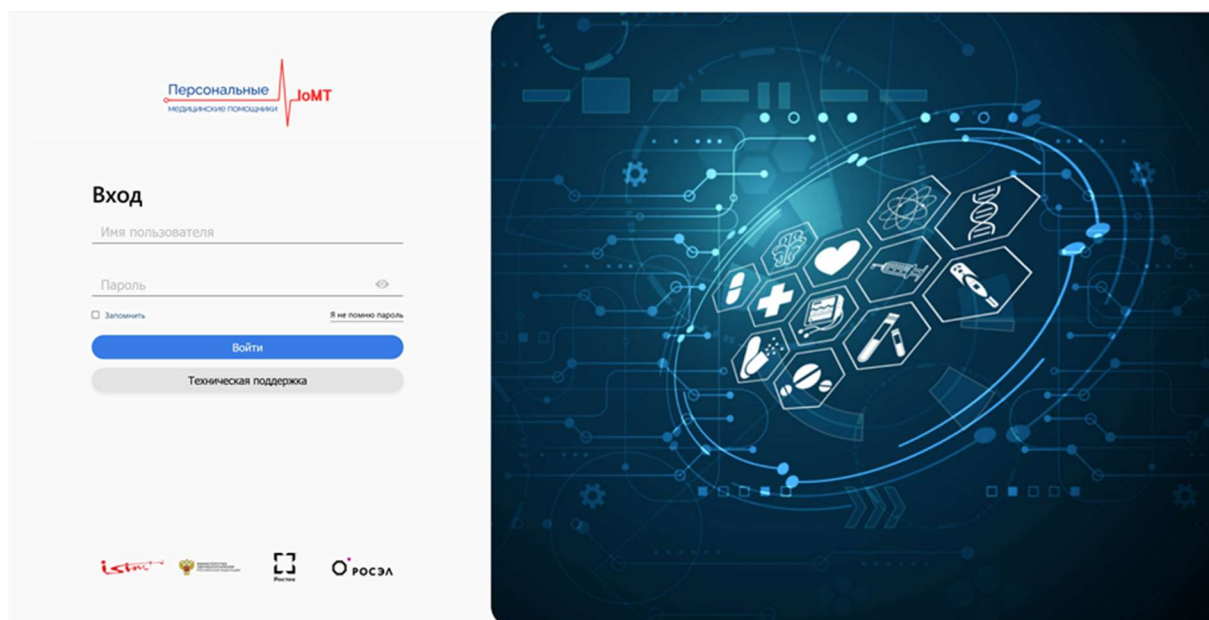 Персональные
медицинские помощники
IoMT
Вход
Имя пользователя
Пароль
Запомнить
Я не помню пароль
Войти
Техническая поддержка
Ростех
РОСЭЛ